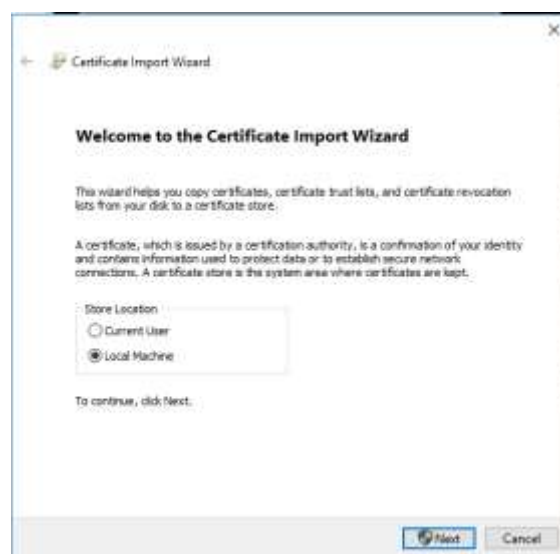 Certificate Import Wizard
Welcome to the Certificate Import Wizard
This wizard helps you copy certificates, certificate trust lists, and certificate revocation
lists from your disk to a certificate store.
A certificate, which is issued by a certification authority, is a confirmation of your identity
and contains information used to protect data or to establish secure network
connections. A certificate store is the system area where certificates are kept.
Store Location
Current User
Local Machine
To continue, click Next.
Next Cancel